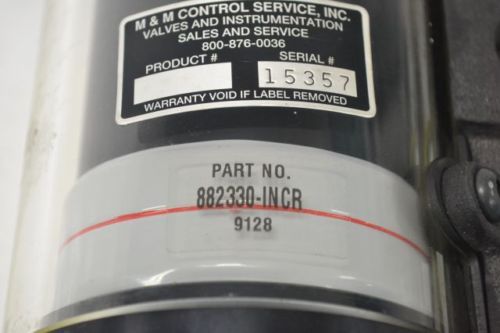 M & M CONTROL SERVICE, INC.
VALVES AND INSTRUMENTATION
SALES AND SERVICE
800-876-0036
PRODUCT # SERIAL #
15357
WARRANTY VOID IF LABEL REMOVED
PART NO.
882330-INCR
9128